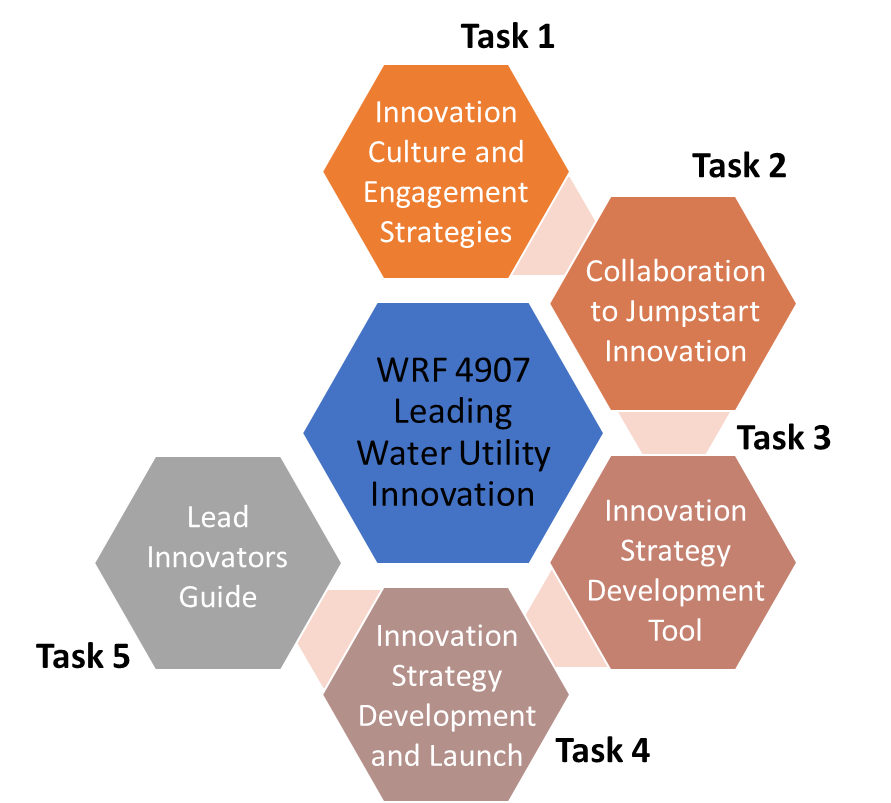 Task 1
Innovation
Culture and
Engagement
Strategies
Task 2
Collaboration
to Jumpstart
Innovation
WRF 4907
Leading
Water Utility
Innovation
Task 3
Innovation
Strategy
Development
Tool
Task 4
Innovation
Strategy
Development
and Launch
Task 5
Lead
Innovators
Guide